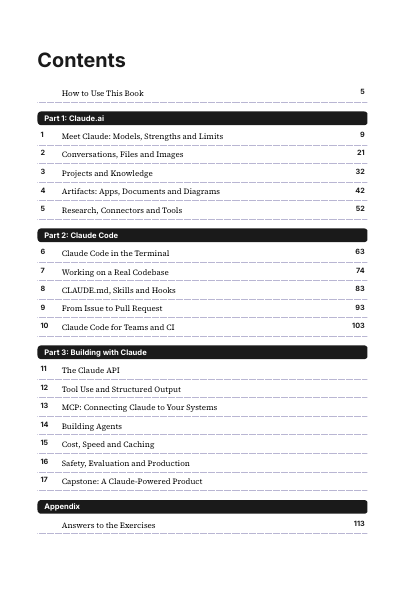 Contents
How to Use This Book 5
Part 1: Claude.ai
1 Meet Claude: Models, Strengths and Limits 9
2 Conversations, Files and Images 21
3 Projects and Knowledge 32
4 Artifacts: Apps, Documents and Diagrams 42
5 Research, Connectors and Tools 52
Part 2: Claude Code
6 Claude Code in the Terminal 63
7 Working on a Real Codebase 74
8 CLAUDE.md, Skills and Hooks 83
9 From Issue to Pull Request 93
10 Claude Code for Teams and CI 103
Part 3: Building with Claude
11 The Claude API
12 Tool Use and Structured Output
13 MCP: Connecting Claude to Your Systems
14 Building Agents
15 Cost, Speed and Caching
16 Safety, Evaluation and Production
17 Capstone: A Claude-Powered Product
Appendix
Answers to the Exercises 113